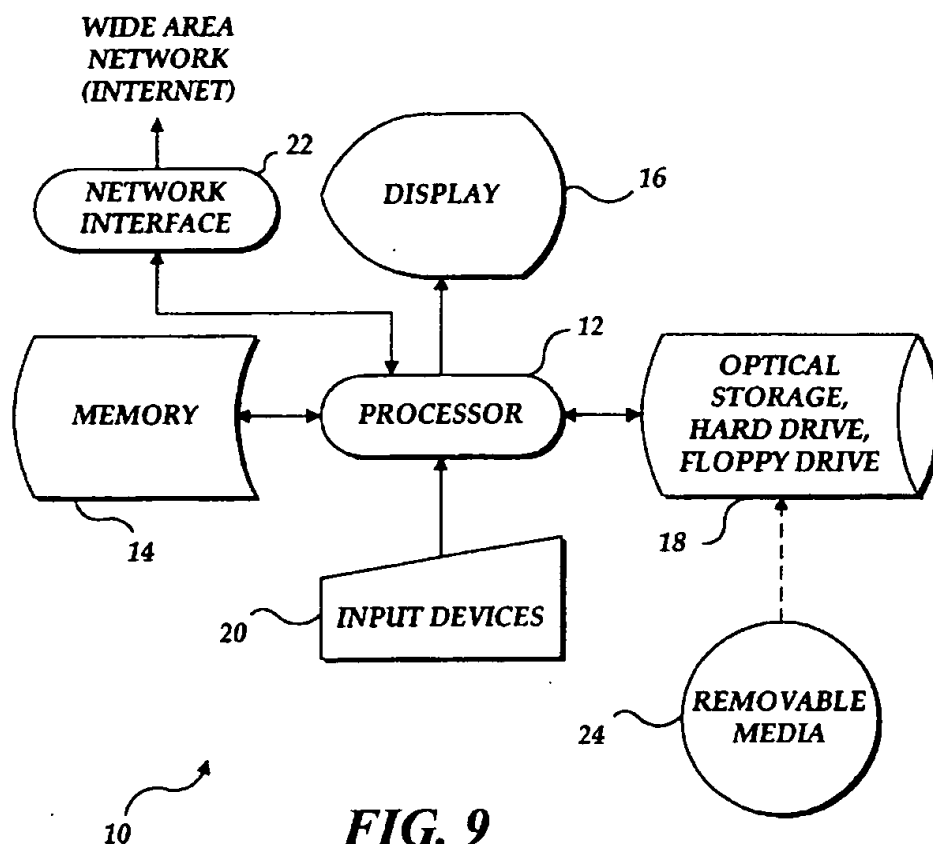 WIDE AREA
NETWORK
(INTERNET)
22
NETWORK
INTERFACE
DISPLAY
16
12
MEMORY
PROCESSOR
OPTICAL
STORAGE,
HARD DRIVE,
FLOPPY DRIVE
14
18
20
INPUT DEVICES
24
REMOVABLE
MEDIA
10
FIG. 9